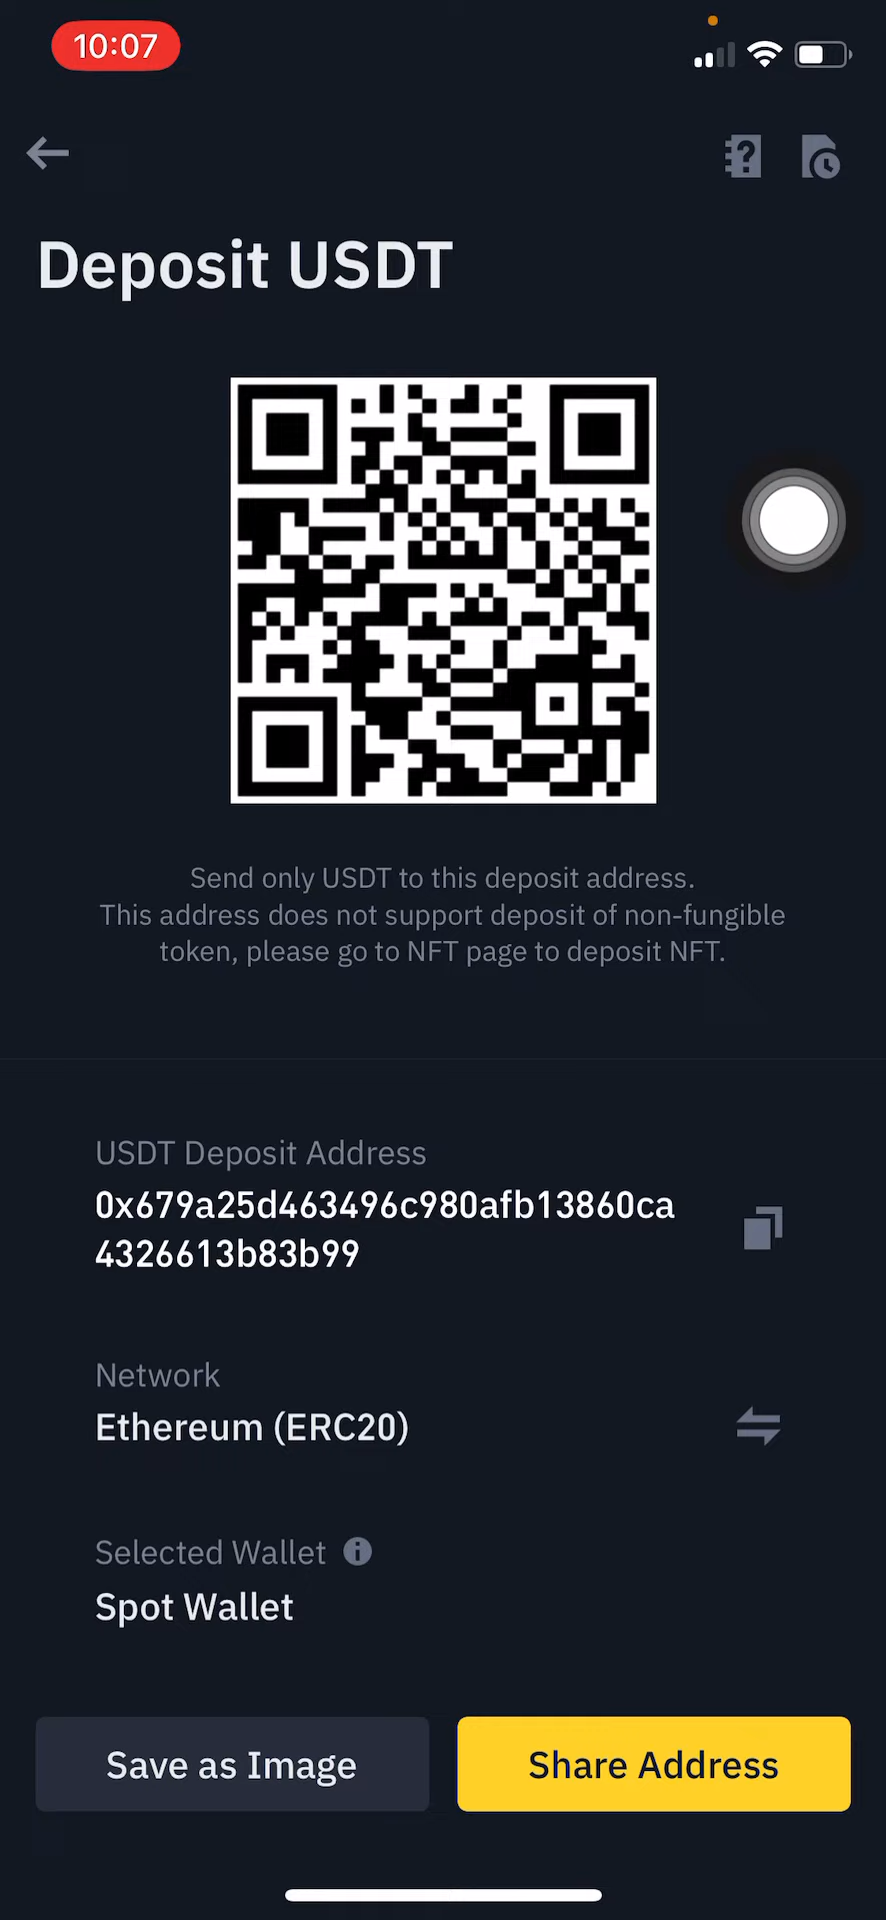 10:07
Deposit USDT
Send only USDT to this deposit address.
This address does not support deposit of non-fungible
token, please go to NFT page to deposit NFT.
USDT Deposit Address
0x679a25d463496c980afb13860ca
4326613b83b99
Network
Ethereum (ERC20)
Selected Wallet
Spot Wallet
Save as Image
Share Address